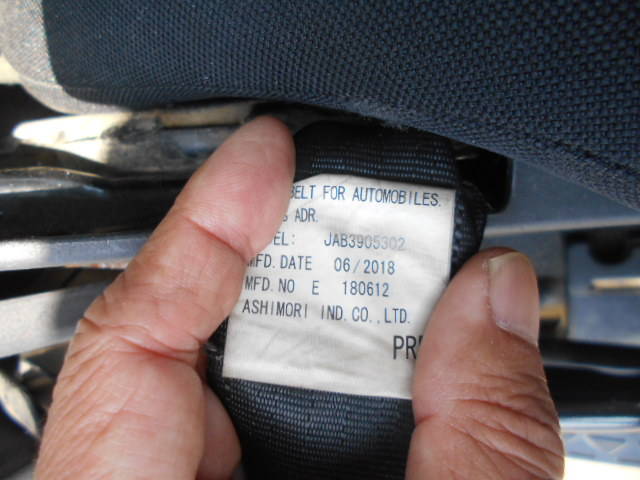 BELT FOR AUTOMOBILES.
ADR.
EL: JAB3905302
MFD. DATE 06/2018
MFD. NO E 180612
ASHIMORI IND. CO., LTD.
PR